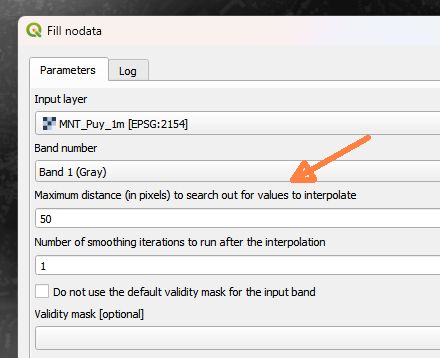 Fill nodata
Parameters Log
Input layer
MNT_Puy_1m [EPSG:2154]
Band number
Band 1 (Gray)
Maximum distance (in pixels) to search out for values to interpolate
50
Number of smoothing iterations to run after the interpolation
1
Do not use the default validity mask for the input band
Validity mask [optional]